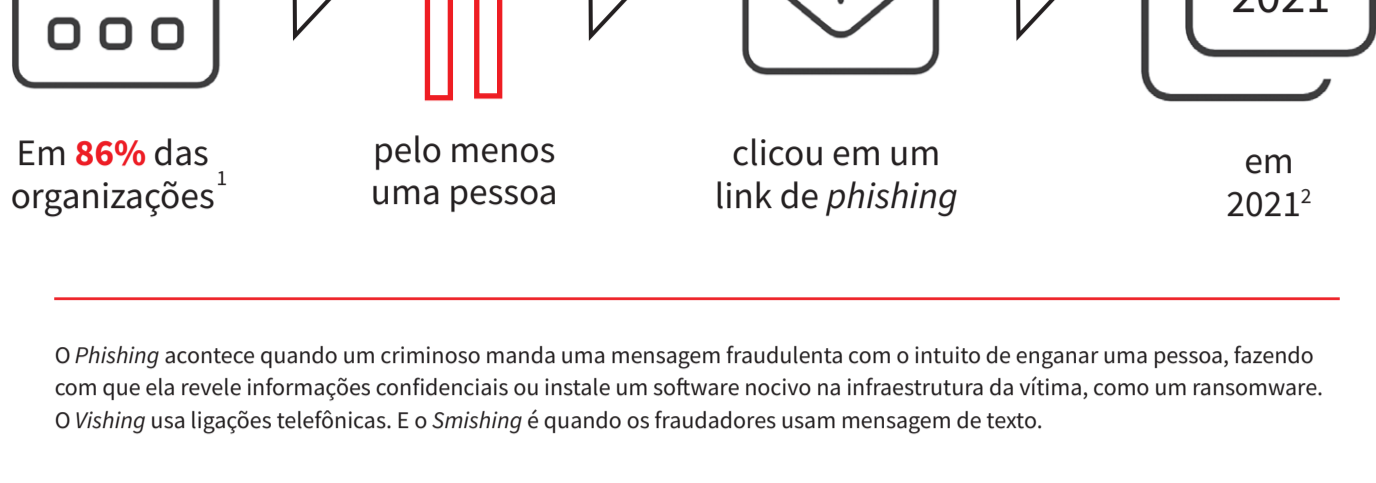 2021
Em 86% das
organizações¹
pelo menos
uma pessoa
clicou em um
link de phishing
em
2021²
O Phishing acontece quando um criminoso manda uma mensagem fraudulenta com o intuito de enganar uma pessoa, fazendo
com que ela revele informações confidenciais ou instale um software nocivo na infraestrutura da vítima, como um ransomware.
O Vishing usa ligações telefônicas. E o Smishing é quando os fraudadores usam mensagem de texto.